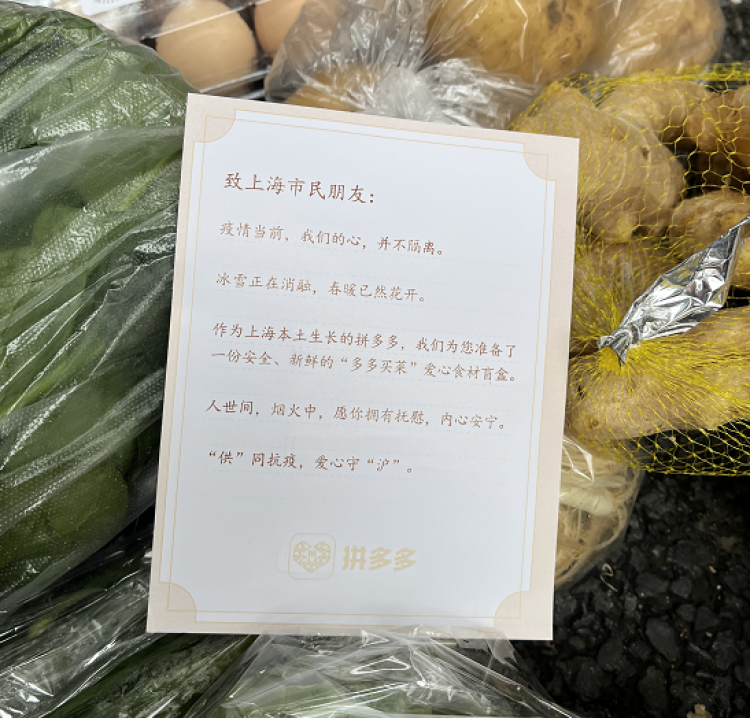 致上海市民朋友：
疫情当前，我们的心，并不隔离。
冰雪正在消融，春暖已然花开。
作为上海本土生长的拼多多，我们为您准备了
一份安全、新鲜的“多多买菜”爱心食材盲盒。
人世间，烟火中，愿你拥有抚慰，内心安宁。
“供”同抗疫，爱心守“沪”。
拼多多